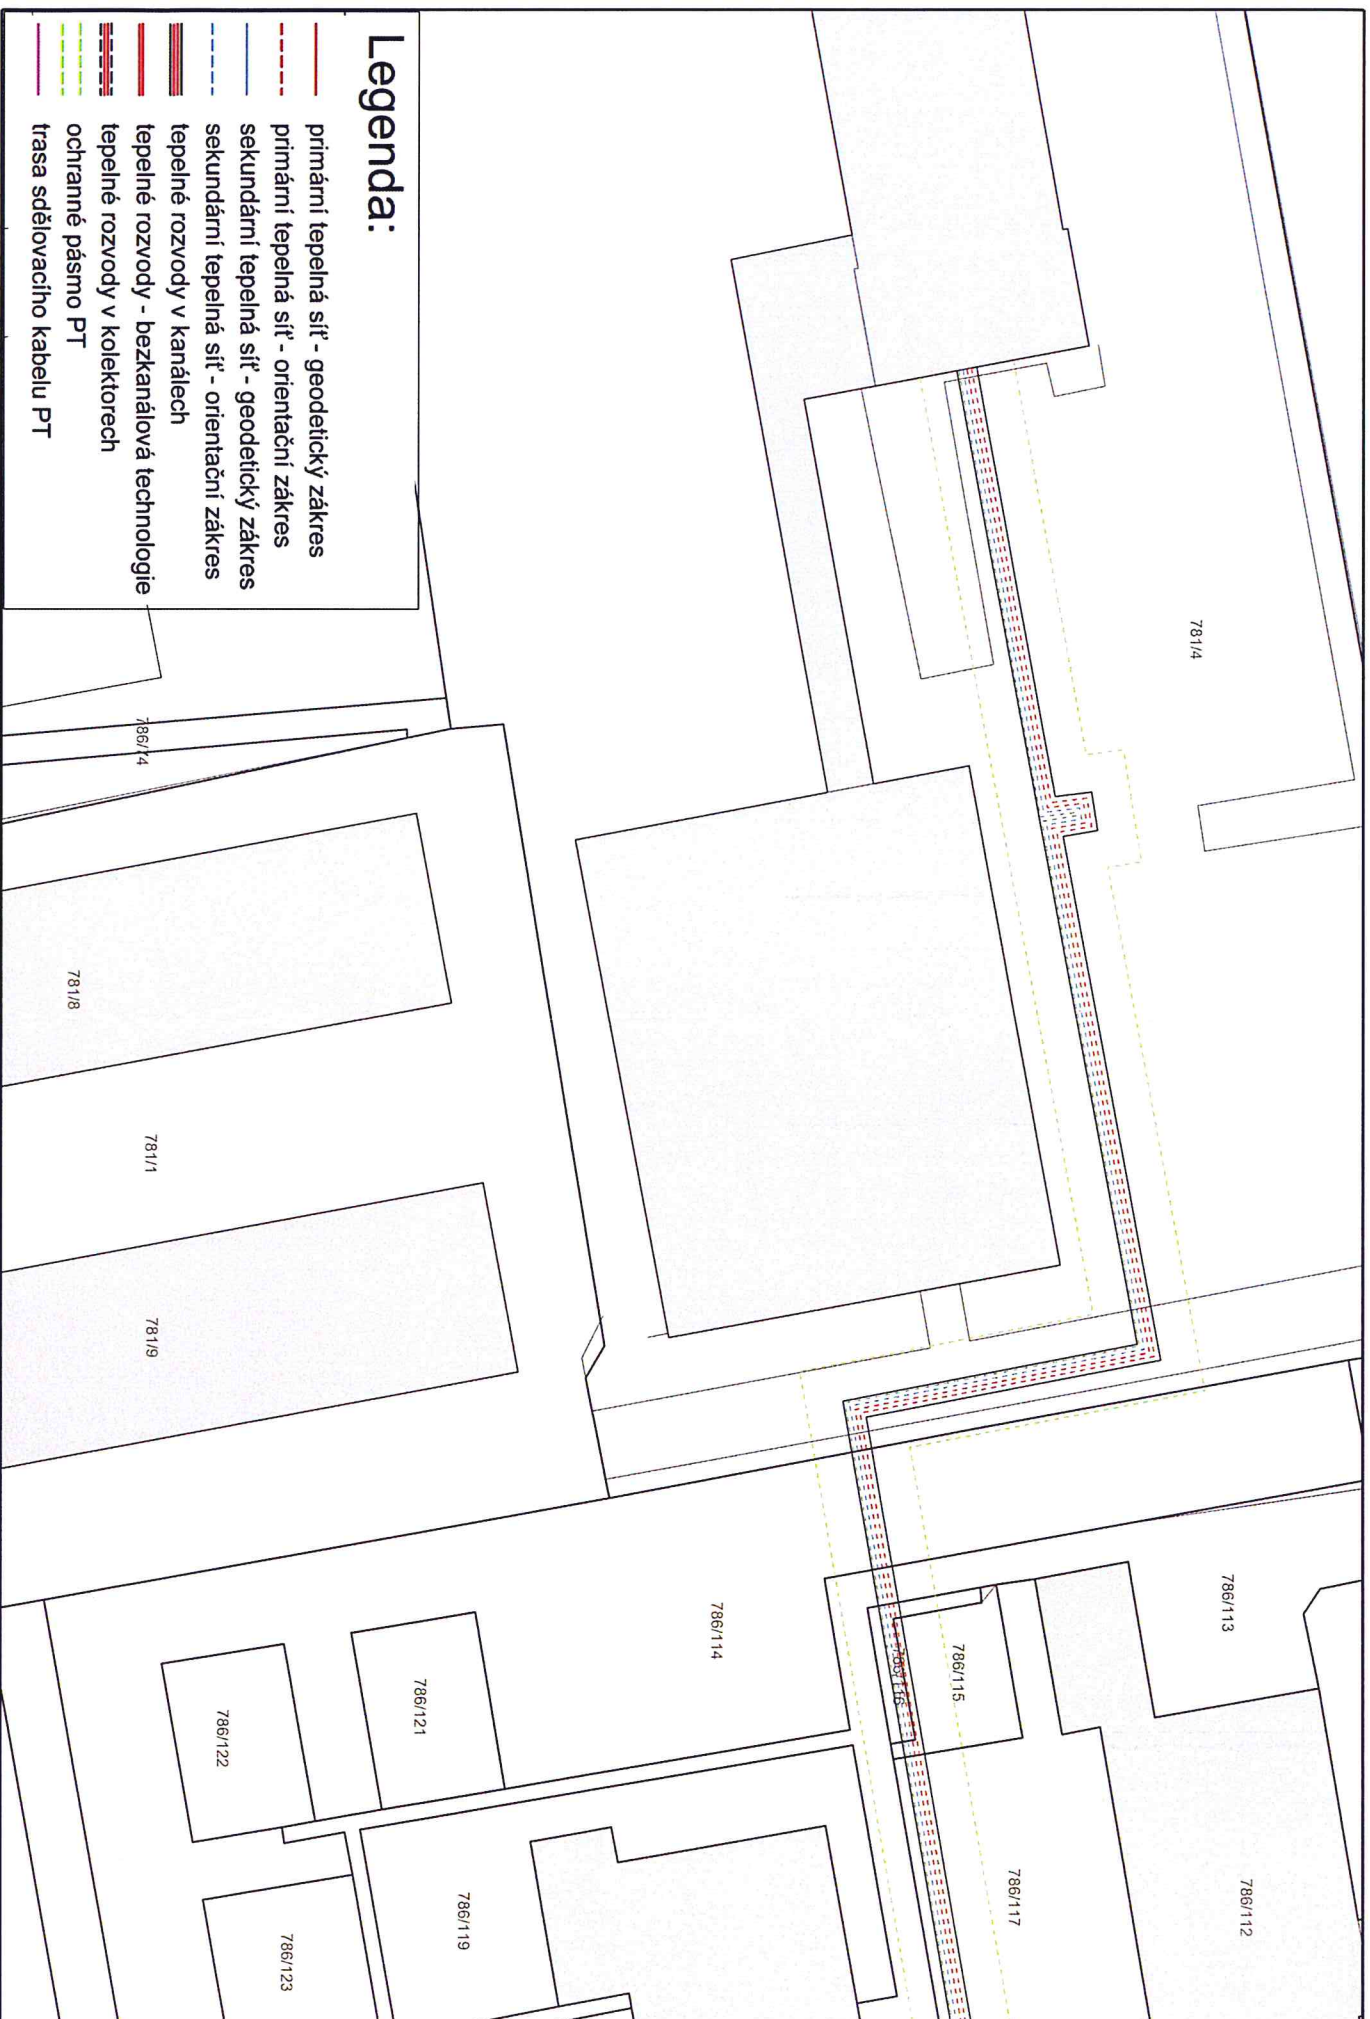 Legenda:
primární tepelná síť - geodetický zákres
primární tepelná síť - orientační zákres
sekundární tepelná síť - geodetický zákres
sekundární tepelná síť - orientační zákres
tepelné rozvody v kanálech
tepelné rozvody - bezkanálová technologie
tepelné rozvody v kolektorech
ochranné pásmo PT
trasa sdělovacího kabelu PT
781/4
786/74
781/8
781/1
781/9
786/113
786/115
786/116
786/114
786/121
786/122
786/112
786/117
786/119
786/123